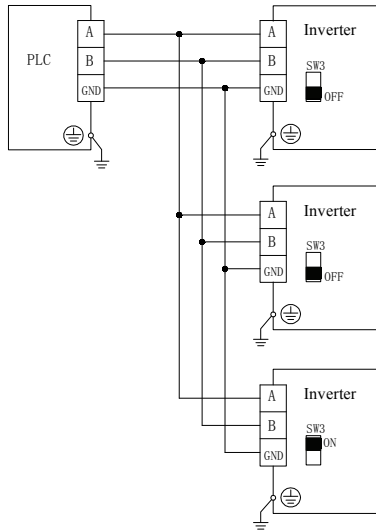 PLC
A
B
GND
A
B
GND
Inverter
SW3
OFF
A
B
GND
Inverter
SW3
OFF
A
B
GND
Inverter
SW3
ON